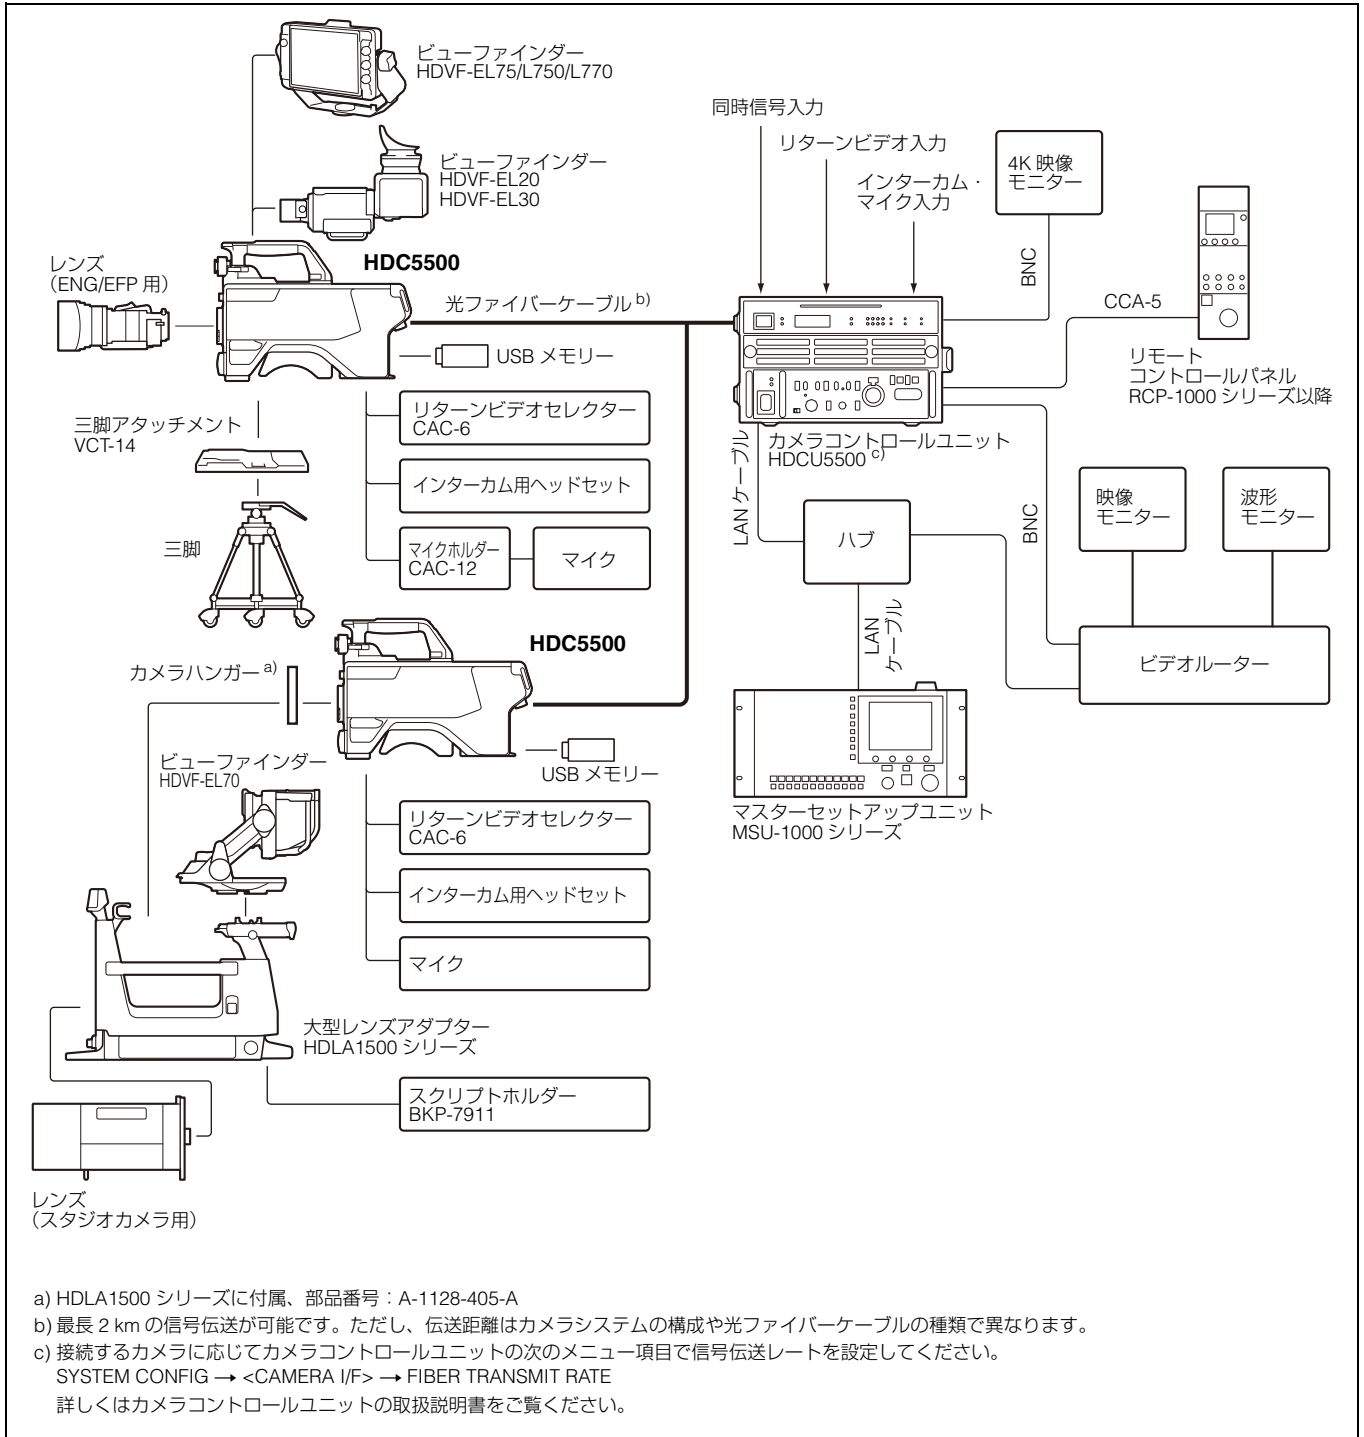 ビューファインダー
HDVF-EL75/L750/L770
ビューファインダー
HDVF-EL20
HDVF-EL30
レンズ
（ENG/EFP 用）
HDC5500
光ファイバーケーブル b)
USB メモリー
リターンビデオセレクター
CAC-6
インターカム用ヘッドセット
マイクホルダー
CAC-12
マイク
三脚アタッチメント
VCT-14
三脚
同時信号入力
リターンビデオ入力
インターカム・
マイク入力
4K 映像
モニター
BNC
CCA-5
リモート
コントロールパネル
RCP-1000 シリーズ以降
カメラコントロールユニット
HDCU5500 c)
LAN ケーブル
ハブ
BNC
映像
モニター
波形
モニター
LAN
ケーブル
ビデオルーター
マスターセットアップユニット
MSU-1000 シリーズ
HDC5500
カメラハンガー a)
USB メモリー
ビューファインダー
HDVF-EL70
リターンビデオセレクター
CAC-6
インターカム用ヘッドセット
マイク
大型レンズアダプター
HDLA1500 シリーズ
スクリプトホルダー
BKP-7911
レンズ
（スタジオカメラ用）
a) HDLA1500 シリーズに付属、部品番号：A-1128-405-A
b) 最長 2 km の信号伝送が可能です。ただし、伝送距離はカメラシステムの構成や光ファイバーケーブルの種類で異なります。
c) 接続するカメラに応じてカメラコントロールユニットの次のメニュー項目で信号伝送レートを設定してください。
SYSTEM CONFIG → <CAMERA I/F> → FIBER TRANSMIT RATE
詳しくはカメラコントロールユニットの取扱説明書をご覧ください。